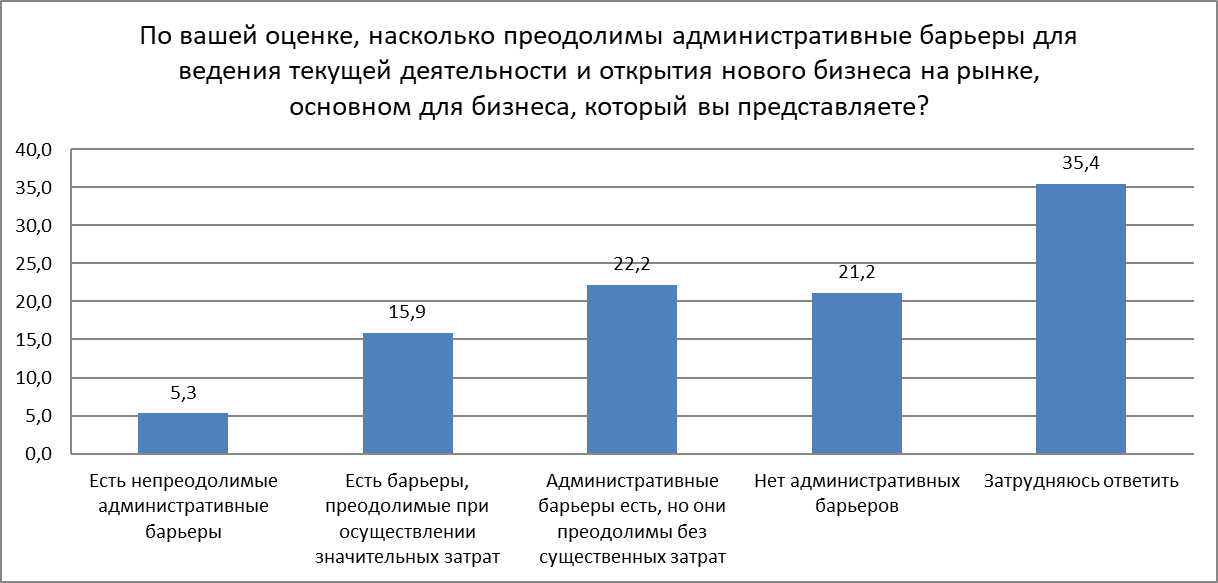 По вашей оценке, насколько преодолимы административные барьеры для
ведения текущей деятельности и открытия нового бизнеса на рынке,
основном для бизнеса, который вы представляете?
40,0
35,0
30,0
25,0
20,0
15,0
10,0
5,0
0,0
5,3
15,9
22,2
21,2
35,4
Есть непреодолимые
административные
барьеры
Есть барьеры,
преодолимые при
осуществлении
значительных затрат
Административные
барьеры есть, но они
преодолимы без
существенных затрат
Нет административных
барьеров
Затрудняюсь ответить